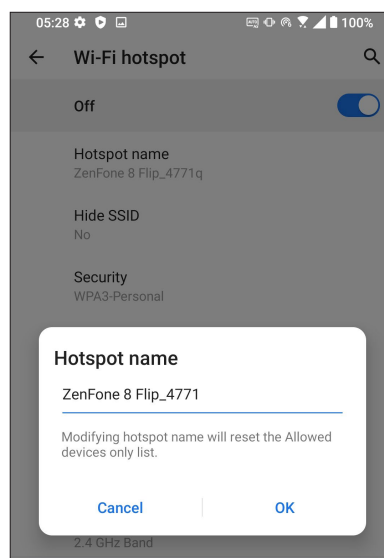 05:28 100%
Wi-Fi hotspot
Off
Hotspot name
ZenFone 8 Flip_4771q
Hide SSID
No
Security
WPA3-Personal
Hotspot name
ZenFone 8 Flip_4771
Modifying hotspot name will reset the Allowed
devices only list.
Cancel OK
2.4 GHz Band